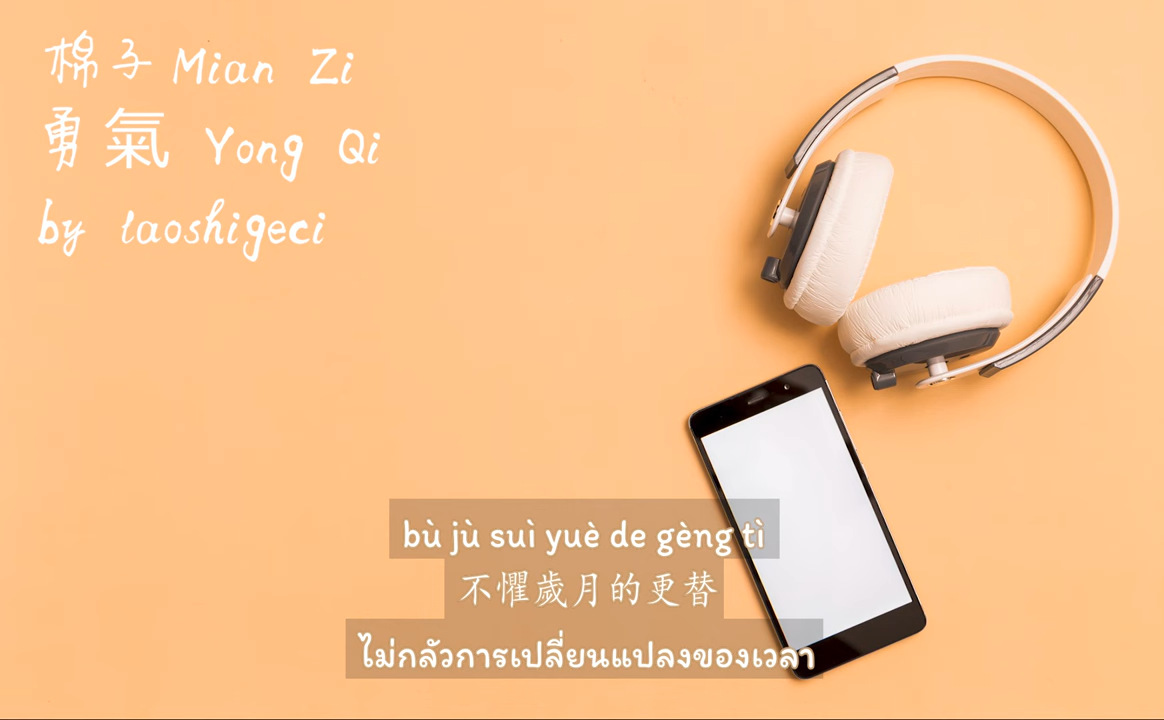 棉子 Mian Zi
勇氣 Yong Qi
by laoshigeci
bù jù suì yuè de gèng tì
不懼歲月的更替
ไม่กลัวการเปลี่ยนแปลงของเวลา